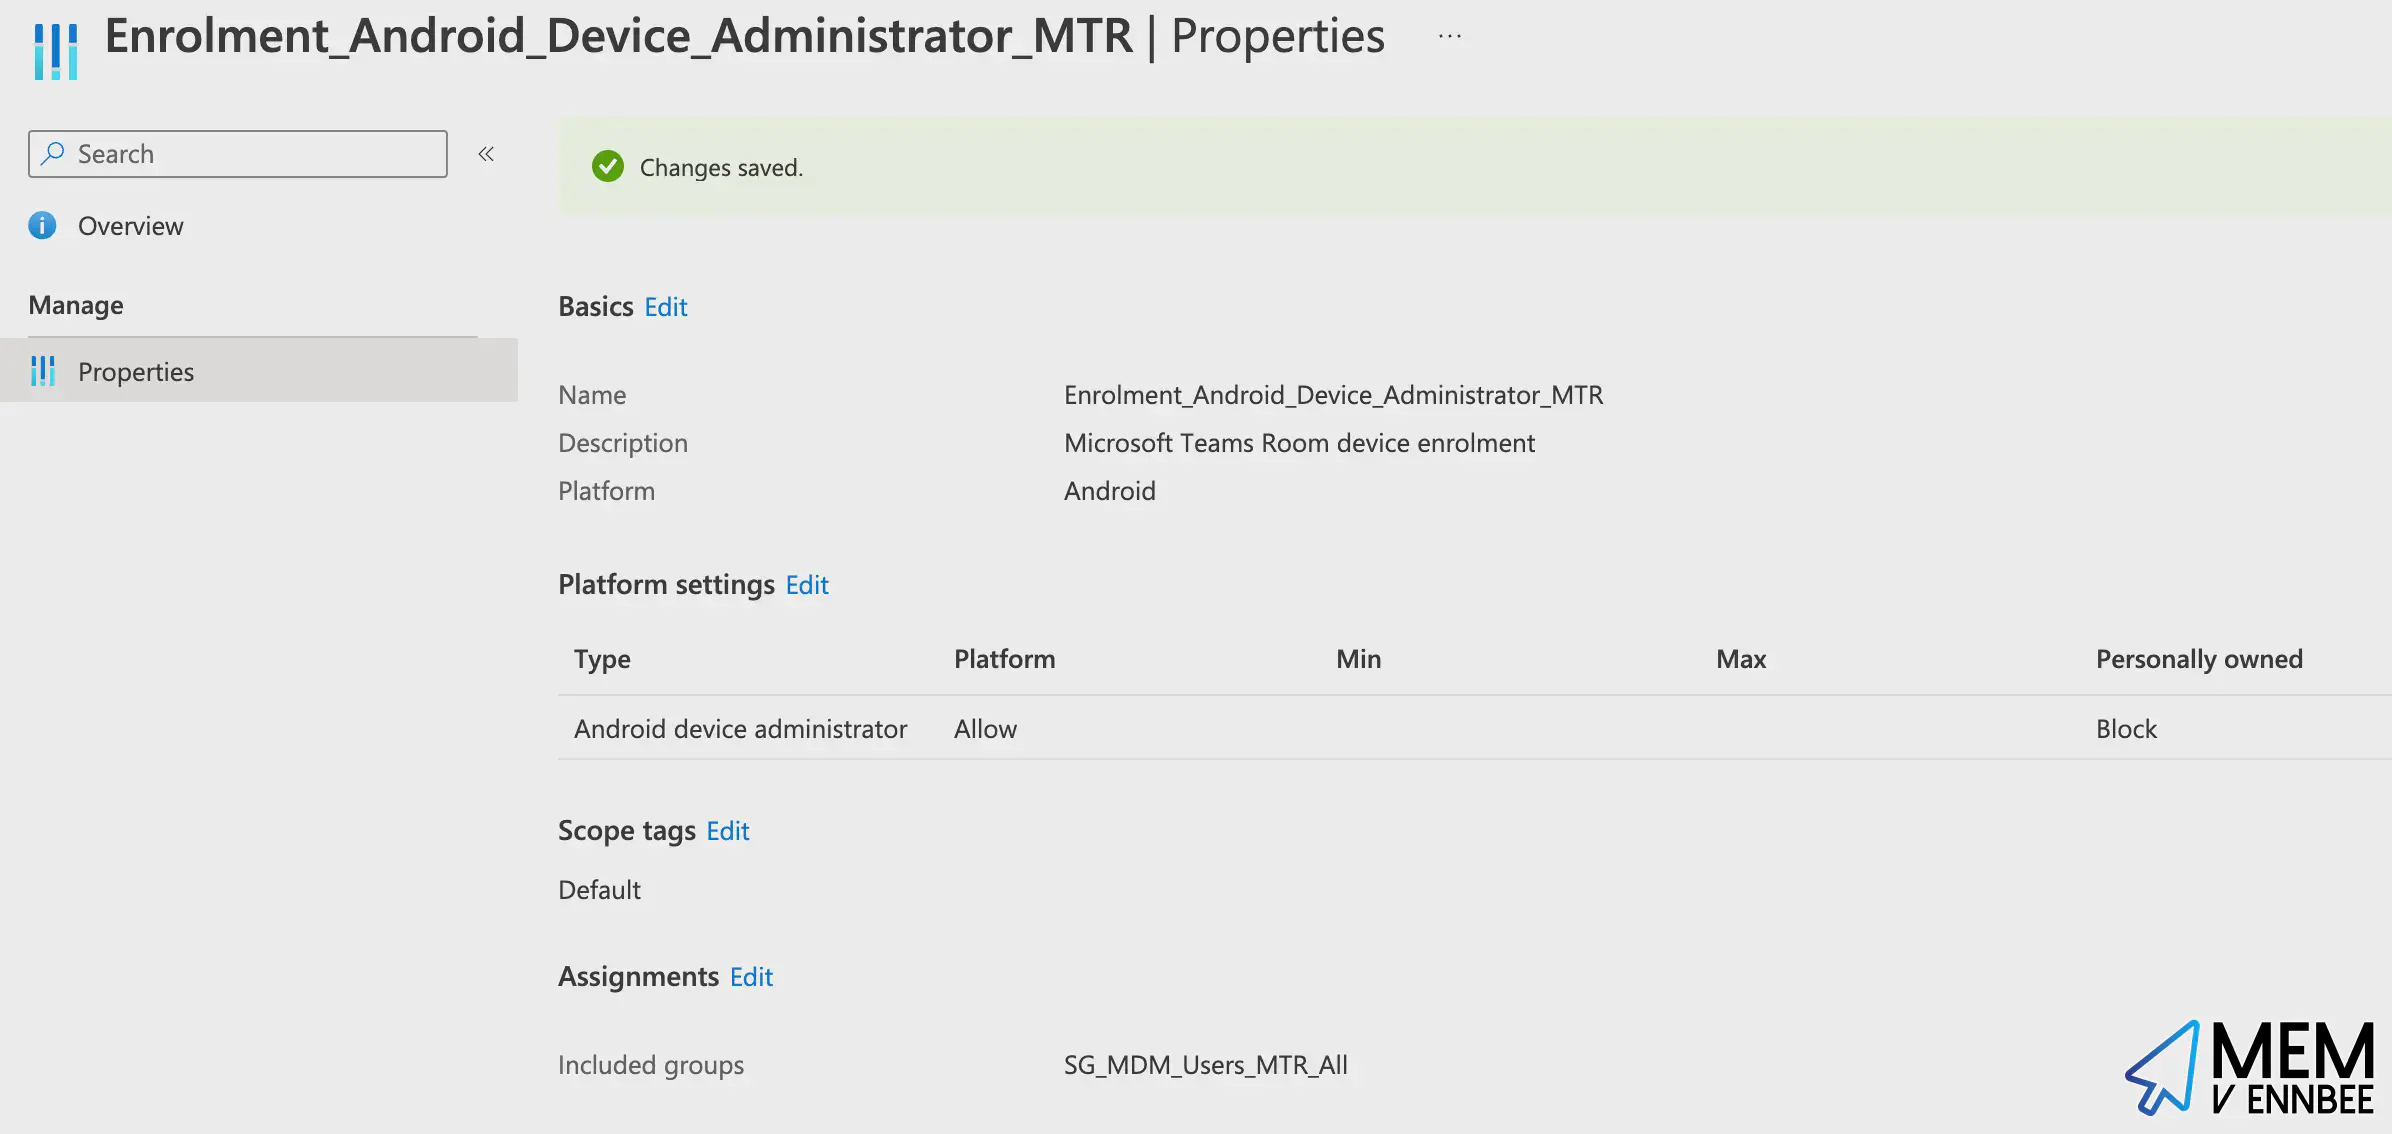 Enrolment_Android_Device_Administrator_MTR | Properties ...
Search
«
Overview
Manage
Properties
Changes saved.
Basics Edit
Name Enrolment_Android_Device_Administrator_MTR
Description Microsoft Teams Room device enrolment
Platform Android
Platform settings Edit
Type Platform Min Max Personally owned
Android device administrator Allow Block
Scope tags Edit
Default
Assignments Edit
Included groups SG_MDM_Users_MTR_All
MEM
V ENNBEE